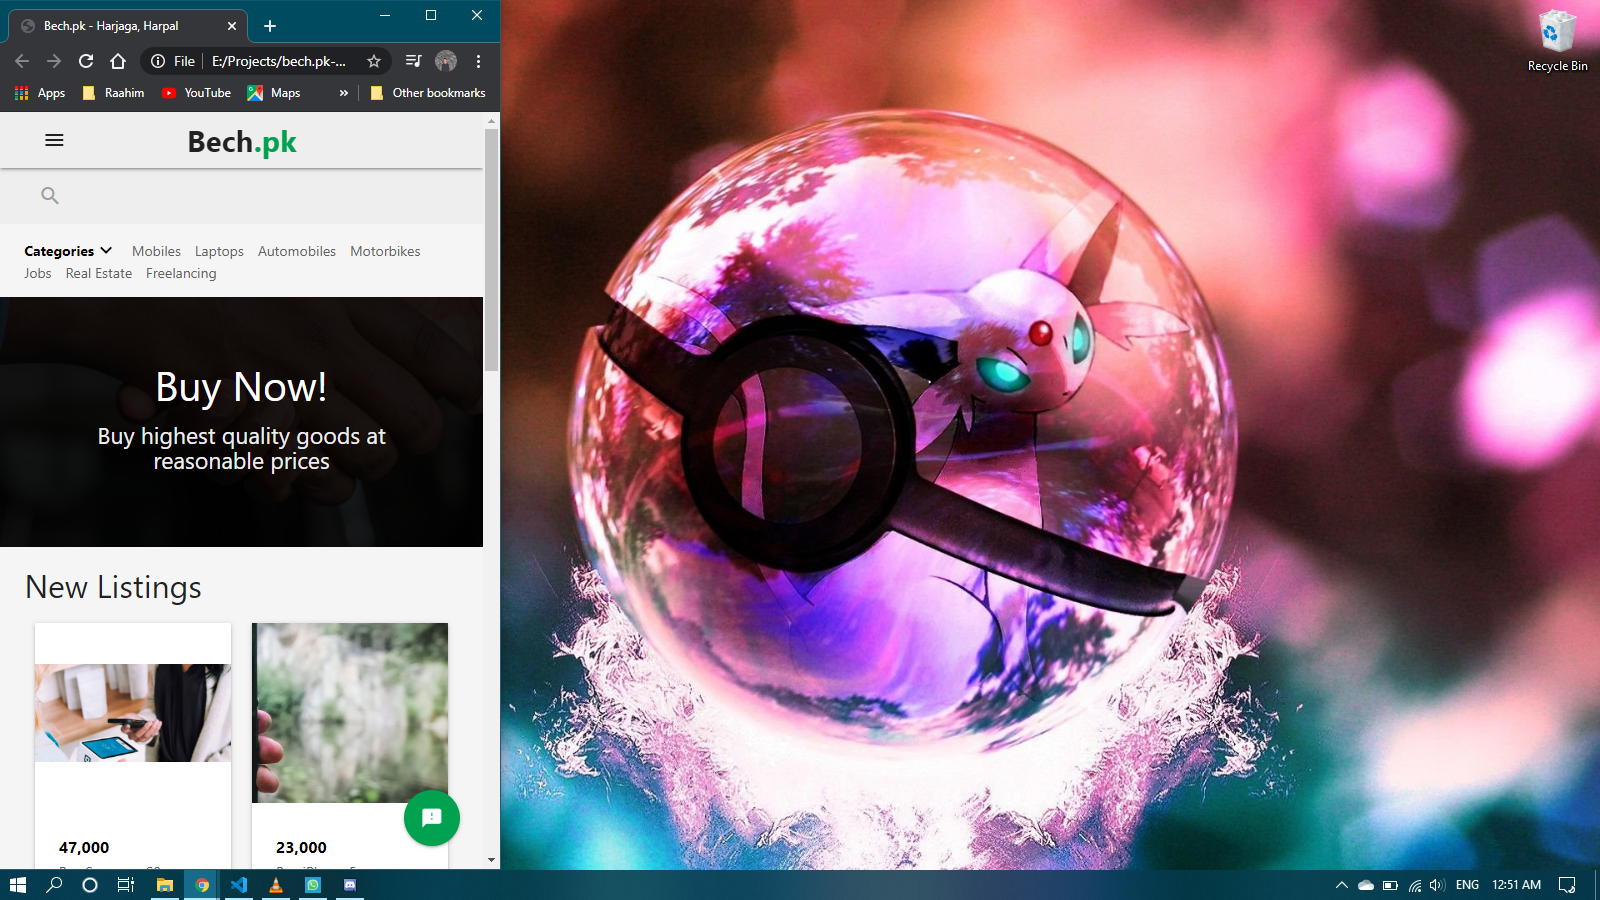 Bech.pk - Harjaga, Harpal
File
E:/Projects/bech.pk-...
Apps
Raahim
YouTube
Maps
»
Other bookmarks
Bech.pk
Categories Mobiles Laptops Automobiles Motorbikes
Jobs Real Estate Freelancing
Buy Now!
Buy highest quality goods at
reasonable prices
New Listings
47,000
23,000
Recycle Bin
ENG
12:51 AM